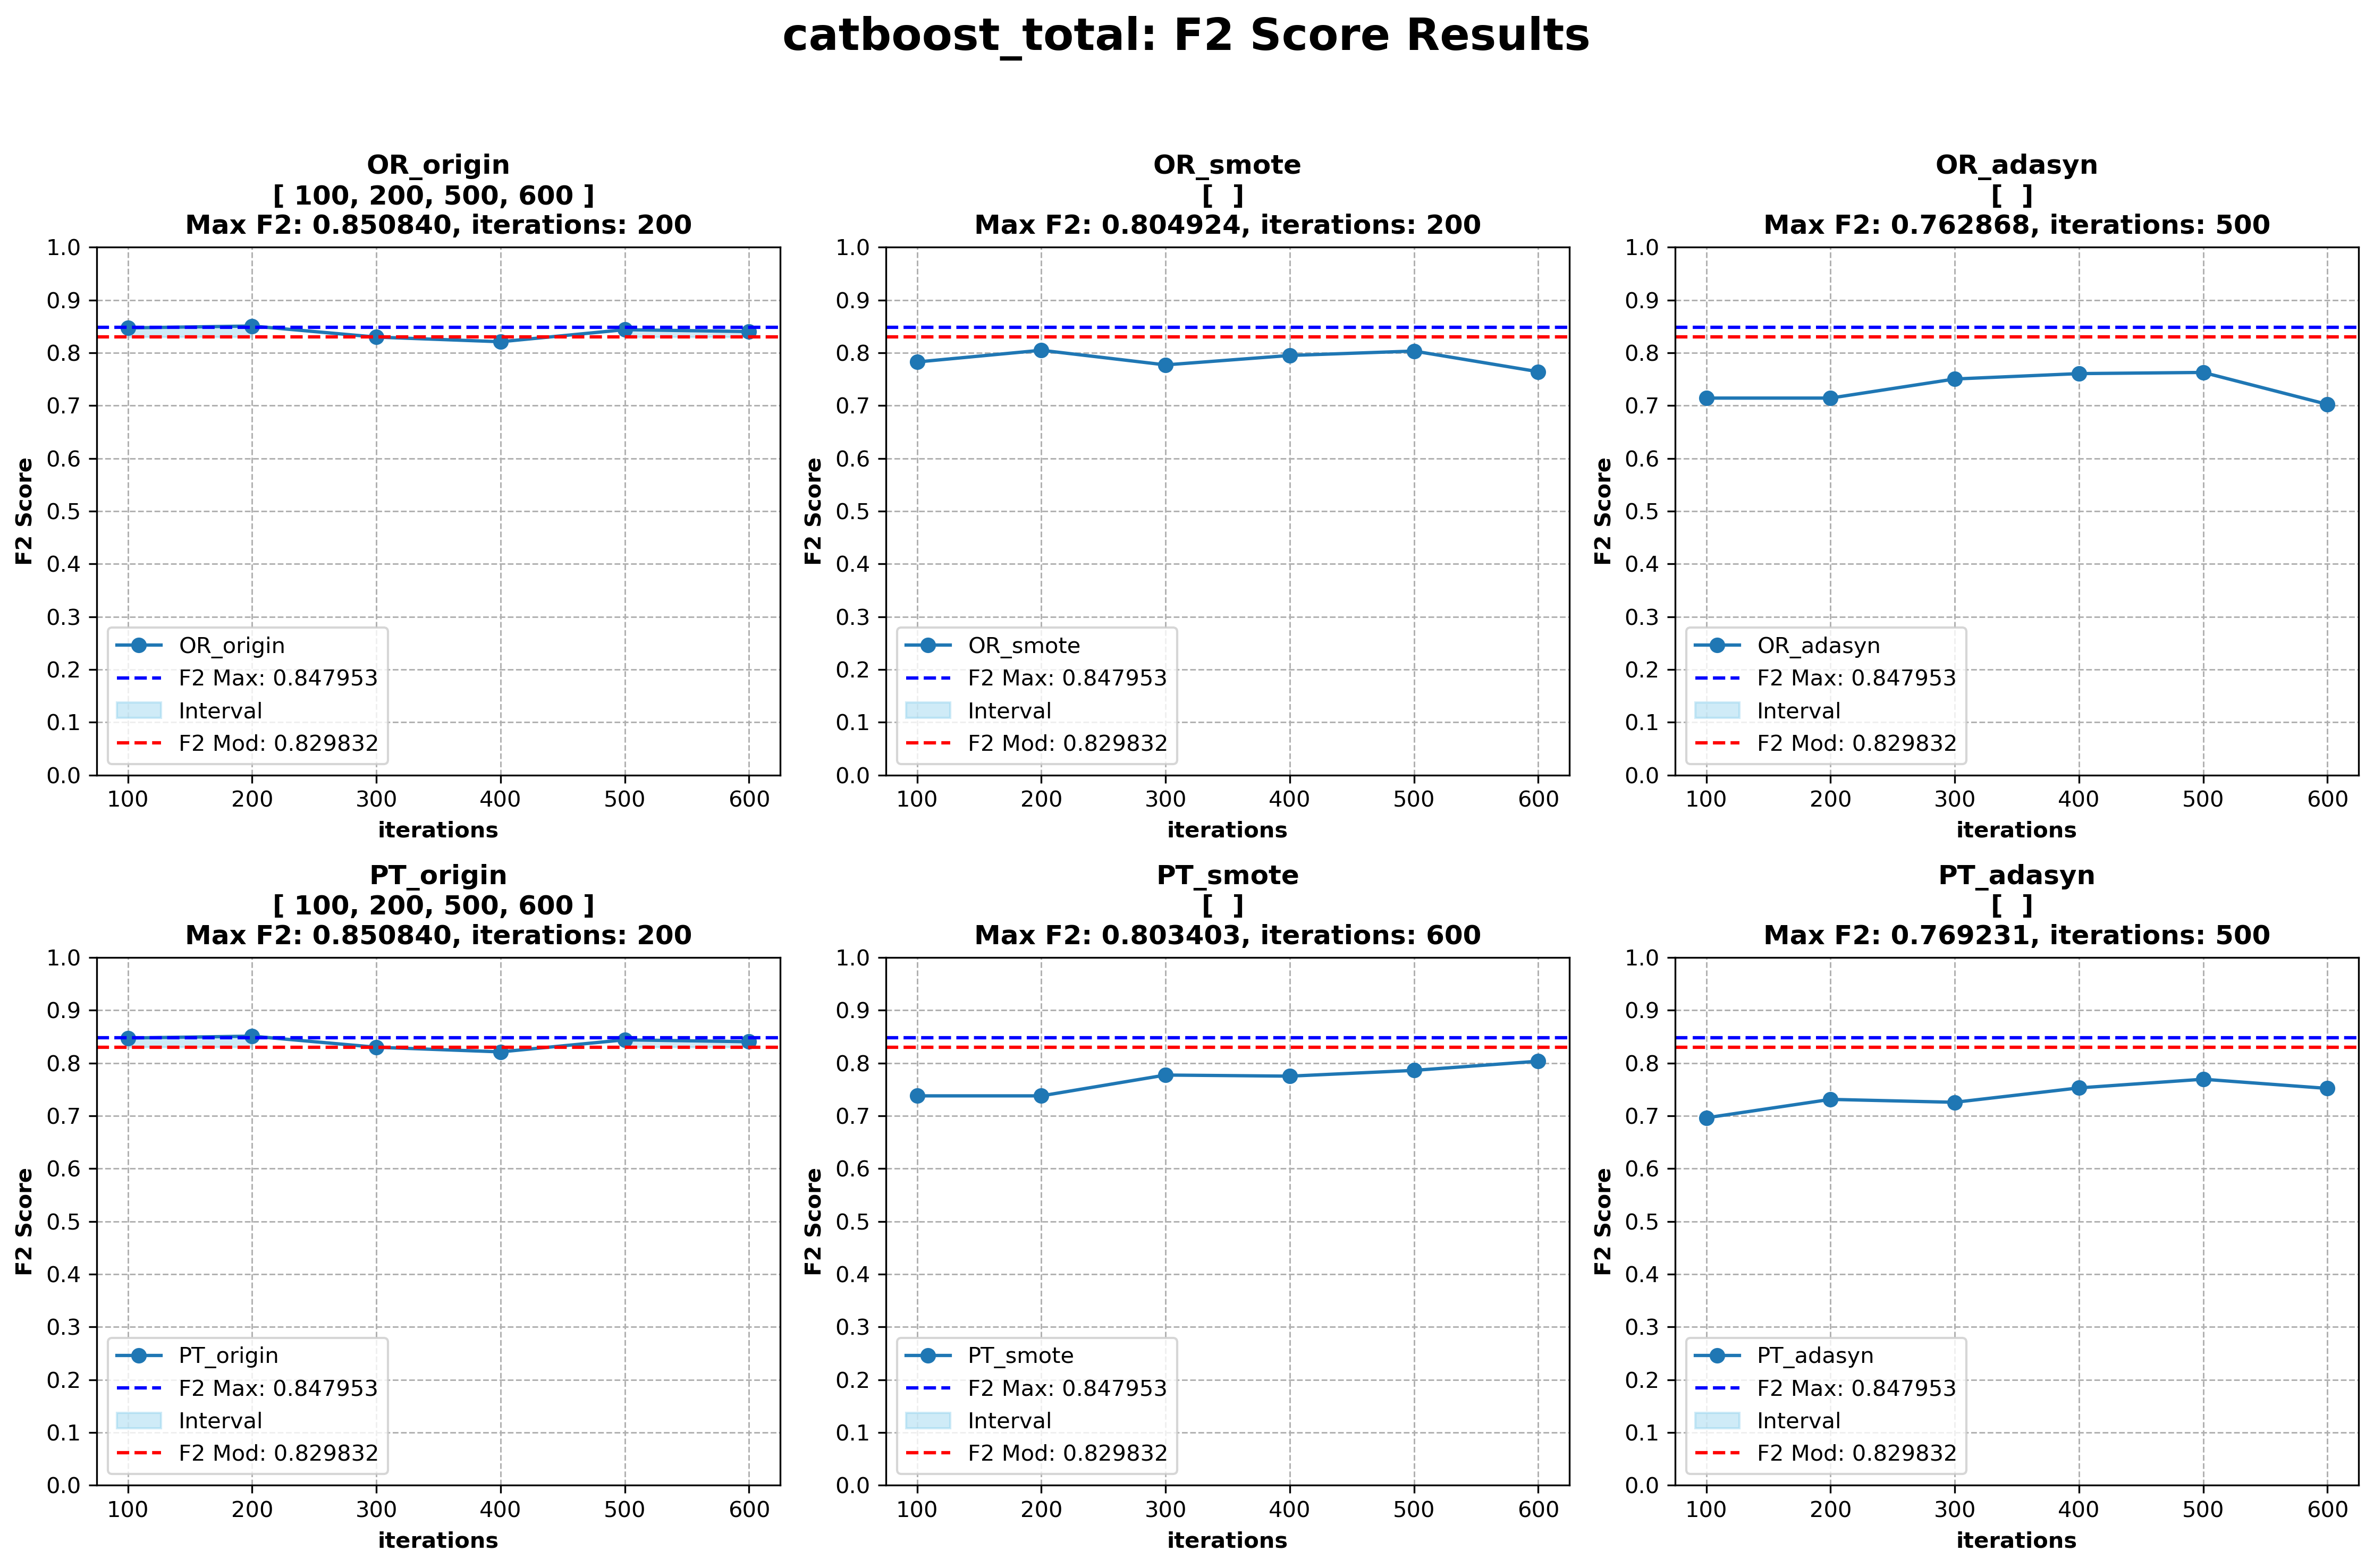 catboost_total: F2 Score Results
OR_origin
[ 100, 200, 500, 600 ]
Max F2: 0.850840, iterations: 200
1.0
0.9
0.8
0.7
0.6
0.5
0.4
0.3
0.2
0.1
0.0
F2 Score
OR_origin
F2 Max: 0.847953
Interval
F2 Mod: 0.829832
100 200 300 400 500 600
iterations
OR_smote
[  ]
Max F2: 0.804924, iterations: 200
1.0
0.9
0.8
0.7
0.6
0.5
0.4
0.3
0.2
0.1
0.0
F2 Score
OR_smote
F2 Max: 0.847953
Interval
F2 Mod: 0.829832
100 200 300 400 500 600
iterations
OR_adasyn
[  ]
Max F2: 0.762868, iterations: 500
1.0
0.9
0.8
0.7
0.6
0.5
0.4
0.3
0.2
0.1
0.0
F2 Score
OR_adasyn
F2 Max: 0.847953
Interval
F2 Mod: 0.829832
100 200 300 400 500 600
iterations
PT_origin
[ 100, 200, 500, 600 ]
Max F2: 0.850840, iterations: 200
1.0
0.9
0.8
0.7
0.6
0.5
0.4
0.3
0.2
0.1
0.0
F2 Score
PT_origin
F2 Max: 0.847953
Interval
F2 Mod: 0.829832
100 200 300 400 500 600
iterations
PT_smote
[  ]
Max F2: 0.803403, iterations: 600
1.0
0.9
0.8
0.7
0.6
0.5
0.4
0.3
0.2
0.1
0.0
F2 Score
PT_smote
F2 Max: 0.847953
Interval
F2 Mod: 0.829832
100 200 300 400 500 600
iterations
PT_adasyn
[  ]
Max F2: 0.769231, iterations: 500
1.0
0.9
0.8
0.7
0.6
0.5
0.4
0.3
0.2
0.1
0.0
F2 Score
PT_adasyn
F2 Max: 0.847953
Interval
F2 Mod: 0.829832
100 200 300 400 500 600
iterations